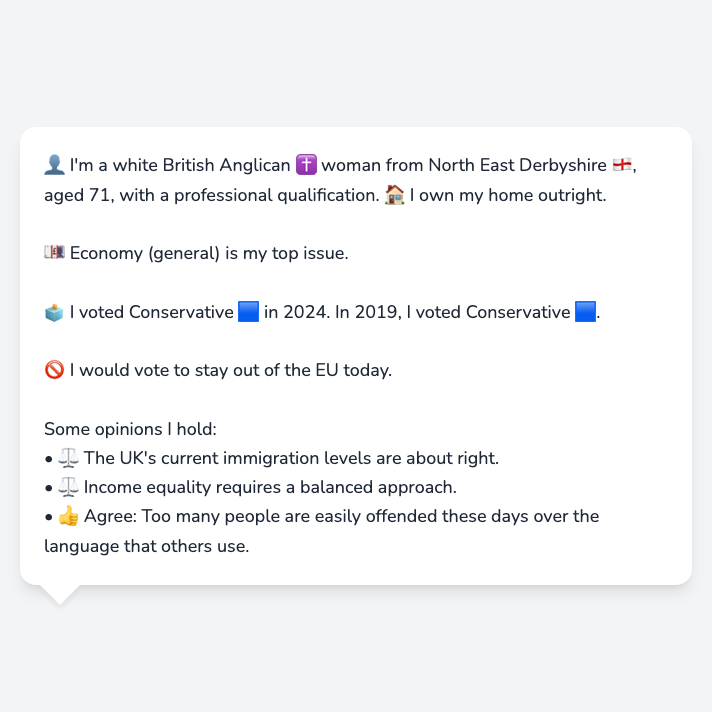 👤 I'm a white British Anglican ✝️ woman from North East Derbyshire 🏴󠁧󠁢󠁥󠁮󠁧󠁿,
aged 71, with a professional qualification. 🏠 I own my home outright.
💷 Economy (general) is my top issue.
🗳️ I voted Conservative 🟦 in 2024. In 2019, I voted Conservative 🟦.
🚫 I would vote to stay out of the EU today.
Some opinions I hold:
• ⚖️ The UK's current immigration levels are about right.
• ⚖️ Income equality requires a balanced approach.
• 👍 Agree: Too many people are easily offended these days over the
language that others use.